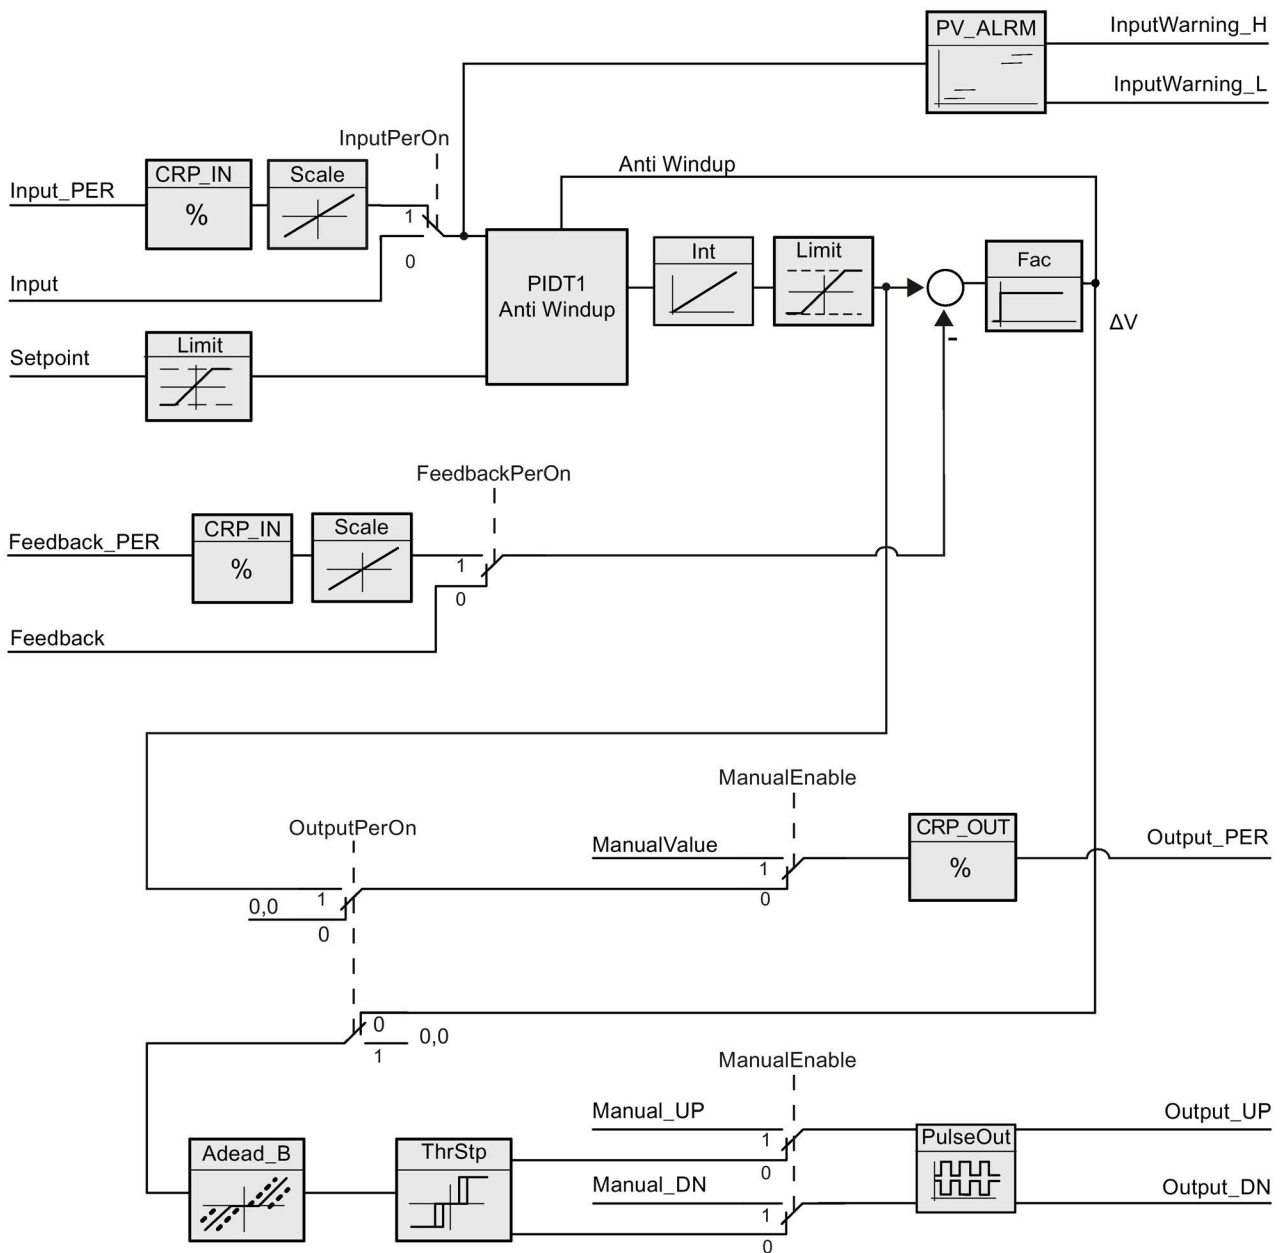 PV_ALRM
InputWarning_H
InputWarning_L
InputPerOn
Anti Windup
Input_PER
CRP_IN
%
Scale
1
0
Input
PIDT1
Anti Windup
Int
Limit
Fac
ΔV
-
Setpoint
Limit
FeedbackPerOn
Feedback_PER
CRP_IN
%
Scale
1
0
Feedback
ManualEnable
OutputPerOn
ManualValue
1
0
CRP_OUT
%
Output_PER
0,0
1
0
0
1
0,0
ManualEnable
Manual_UP
1
0
Manual_DN
1
0
Adead_B
ThrStp
PulseOut
Output_UP
Output_DN